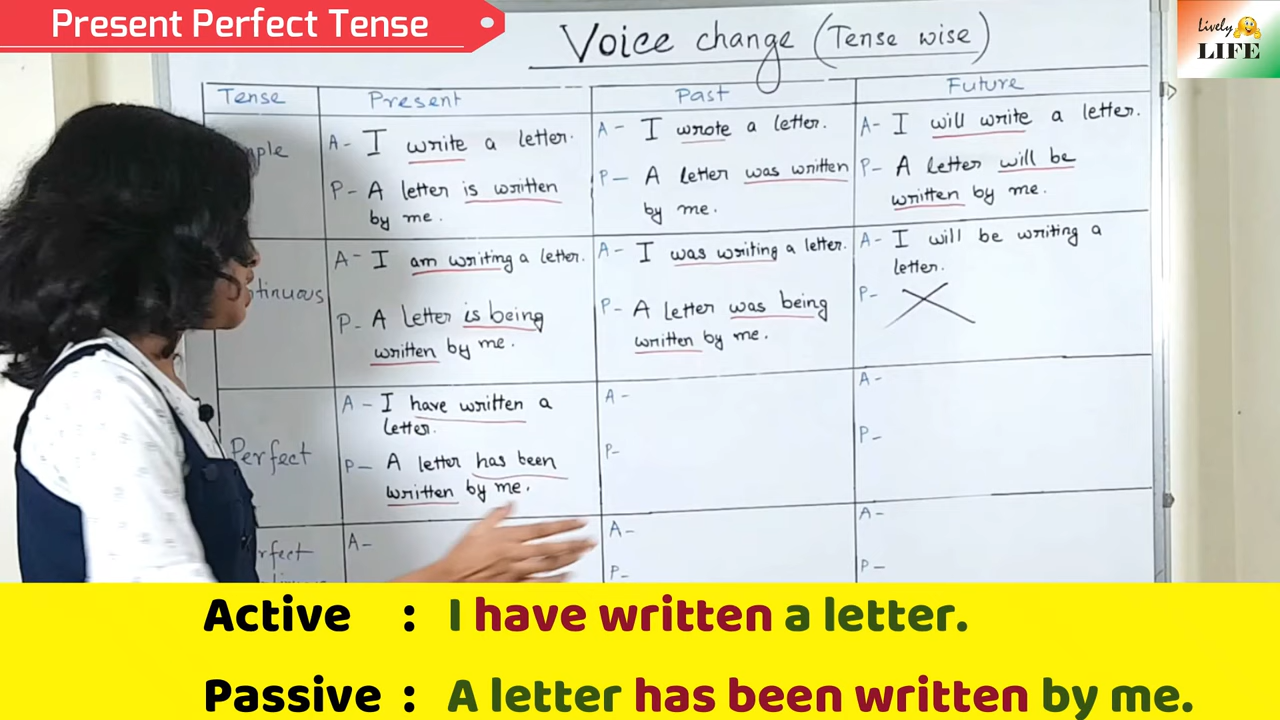 Present Perfect Tense
Lively
LIFE
Voice change (Tense wise)
Tense
Present
Past
Future
A- I write a letter.
P- A letter is written
by me.
A- I wrote a letter.
P- A letter was written
by me.
A- I will write a letter.
P- A letter will be
written by me.
A- I am writing a letter.
P- A letter is being
written by me.
A- I was writing a letter.
P- A letter was being
written by me.
A- I will be writing a
letter.
P-
Perfect
A- I have written a
letter.
P- A letter has been
written by me.
A-
P-
A-
P-
A-
A-
P-
A-
P-
Active : I have written a letter.
Passive : A letter has been written by me.